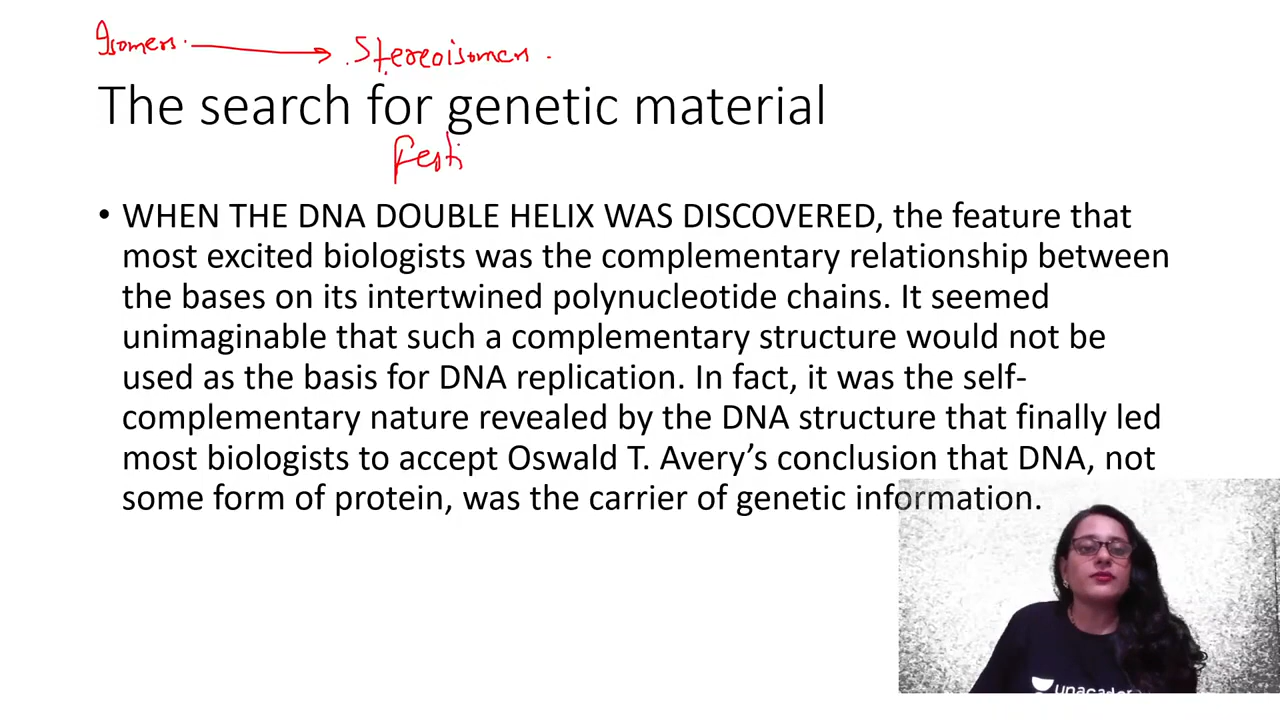 Isomers. → .Stereoisomers.
The search for genetic material
Festi
• WHEN THE DNA DOUBLE HELIX WAS DISCOVERED, the feature that
most excited biologists was the complementary relationship between
the bases on its intertwined polynucleotide chains. It seemed
unimaginable that such a complementary structure would not be
used as the basis for DNA replication. In fact, it was the self-
complementary nature revealed by the DNA structure that finally led
most biologists to accept Oswald T. Avery’s conclusion that DNA, not
some form of protein, was the carrier of genetic information.
unacadem